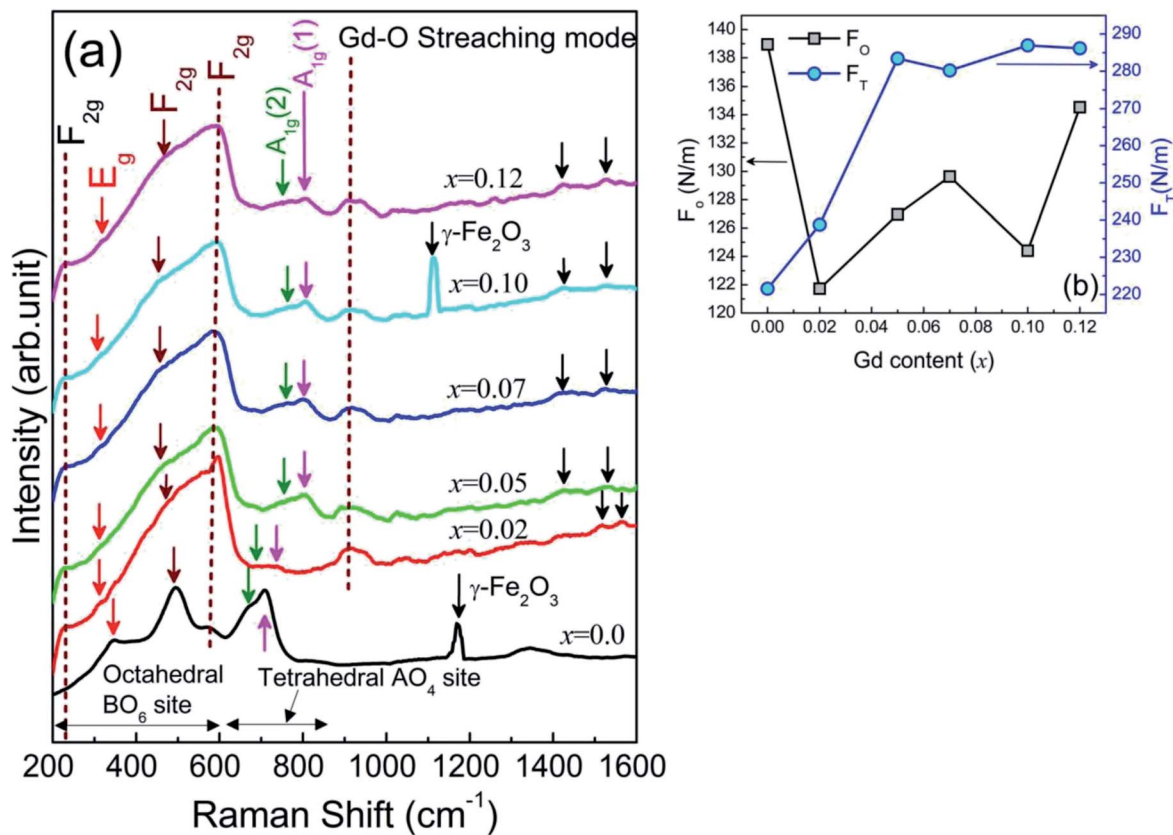 (a)
F2g
Eg
F2g
F2g
A1g(2)
A1g(1)
Gd-O Streaching mode
x=0.12
γ-Fe2O3
x=0.10
x=0.07
x=0.05
x=0.02
γ-Fe2O3
x=0.0
Octahedral
BO6 site
Tetrahedral AO4 site
Intensity (arb.unit)
200 400 600 800 1000 1200 1400 1600
Raman Shift (cm-1)
FO
FT
140
138
136
134
132
130
128
126
124
122
120
Fo (N/m)
290
280
270
260
250
240
230
220
FT(N/m)
(b)
0.00 0.02 0.04 0.06 0.08 0.10 0.12
Gd content (x)